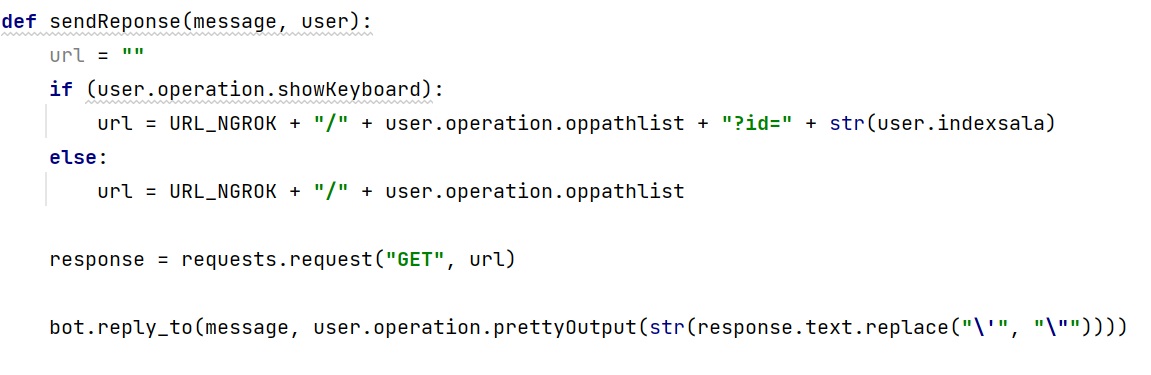 def sendReponse(message, user):
    url = ""
    if (user.operation.showKeyboard):
        url = URL_NGROK + "/" + user.operation.oppathlist + "?id=" + str(user.indexsala)
    else:
        url = URL_NGROK + "/" + user.operation.oppathlist
    response = requests.request("GET", url)
    bot.reply_to(message, user.operation.prettyOutput(str(response.text.replace("\'", "\""))))